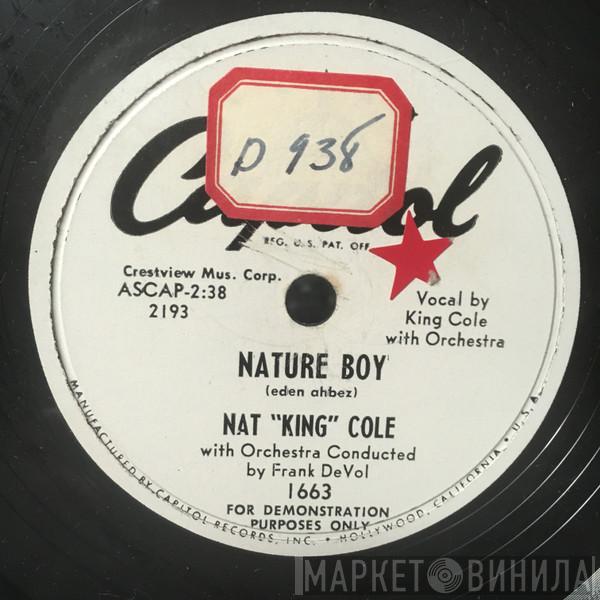 D 938
Capitol
REG. U.S. PAT. OFF
Crestview Mus. Corp.
ASCAP-2:38
2193
Vocal by
King Cole
with Orchestra
NATURE BOY
(eden ahbez)
NAT "KING" COLE
with Orchestra Conducted
by Frank DeVol
1663
FOR DEMONSTRATION
PURPOSES ONLY
MANUFACTURED BY CAPITOL RECORDS, INC. • HOLLYWOOD, CALIFORNIA, • U.S.A.
МАРКЕТ ВИНИЛА